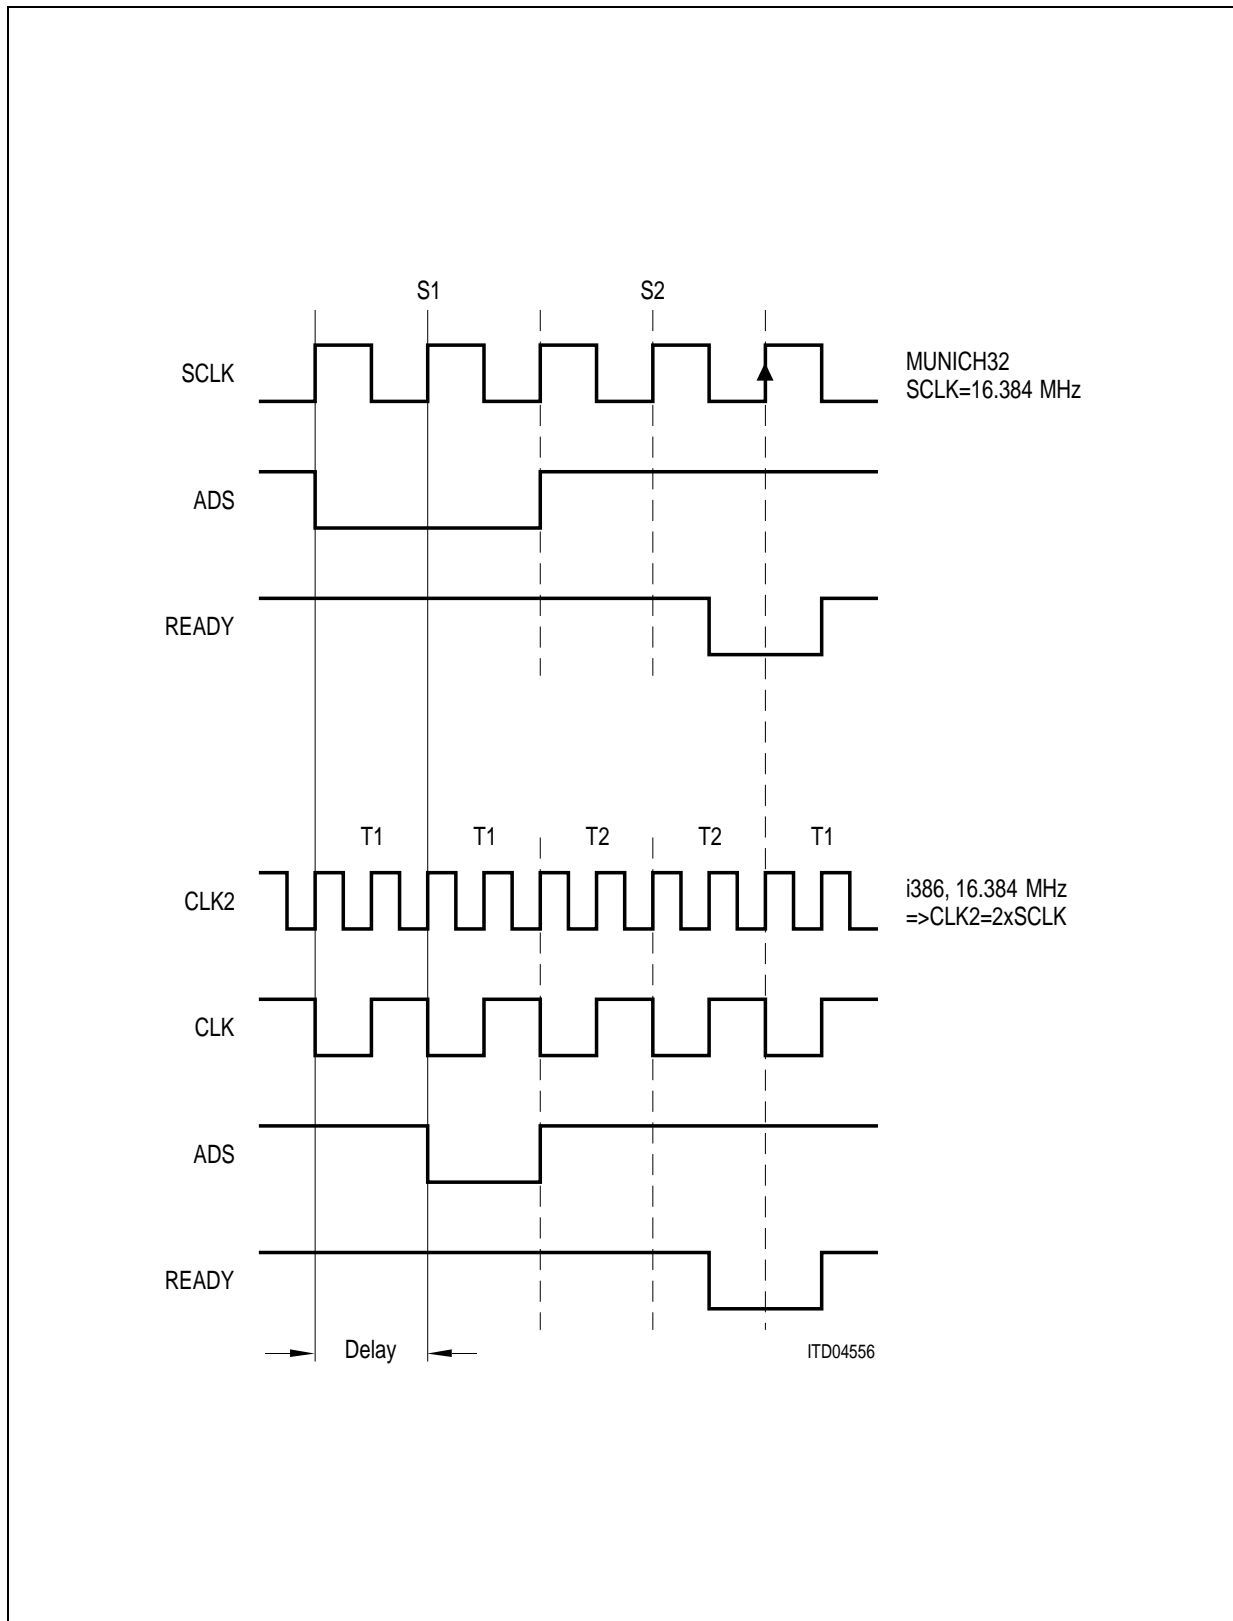 S1 S2
SCLK
MUNICH32
SCLK=16.384 MHz
ADS
READY
T1 T1 T2 T2 T1
CLK2
i386, 16.384 MHz
=>CLK2=2xSCLK
CLK
ADS
READY
Delay
ITD04556